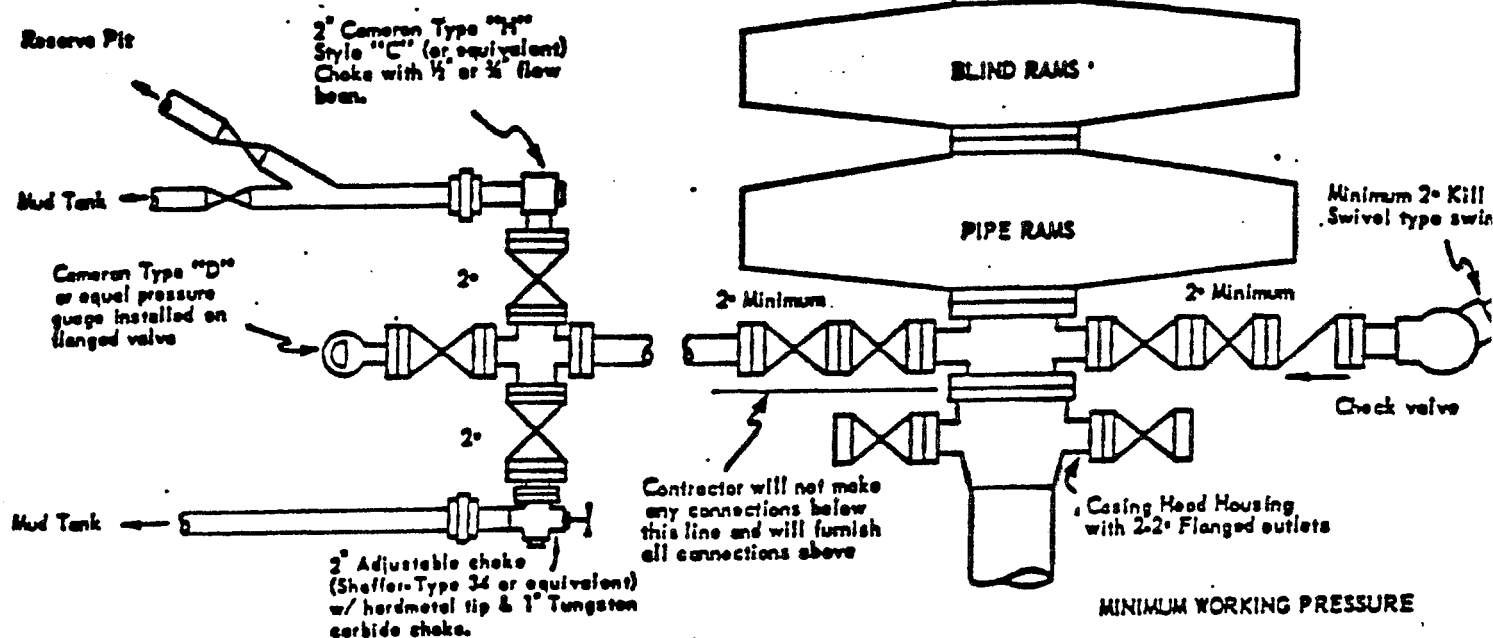 Reserve Pit
2" Cameron Type "H"
Style "C" (or equivalent)
Choke with ½" or ¾" flow
bean.
BLIND RAMS
Mud Tank
PIPE RAMS
Minimum 2" Kill
Swivel type swin
Cameron Type "D"
or equal pressure
guage installed on
flanged valve
2"
2" Minimum
2" Minimum
Check valve
2"
Contractor will not make
any connections below
this line and will furnish
all connections above
Casing Head Housing
with 2-2" Flanged outlets
Mud Tank
2" Adjustable choke
(Shaffer-Type 34 or equivalent)
w/ hardmetal tip & 1" Tungsten
carbide choke.
MINIMUM WORKING PRESSURE